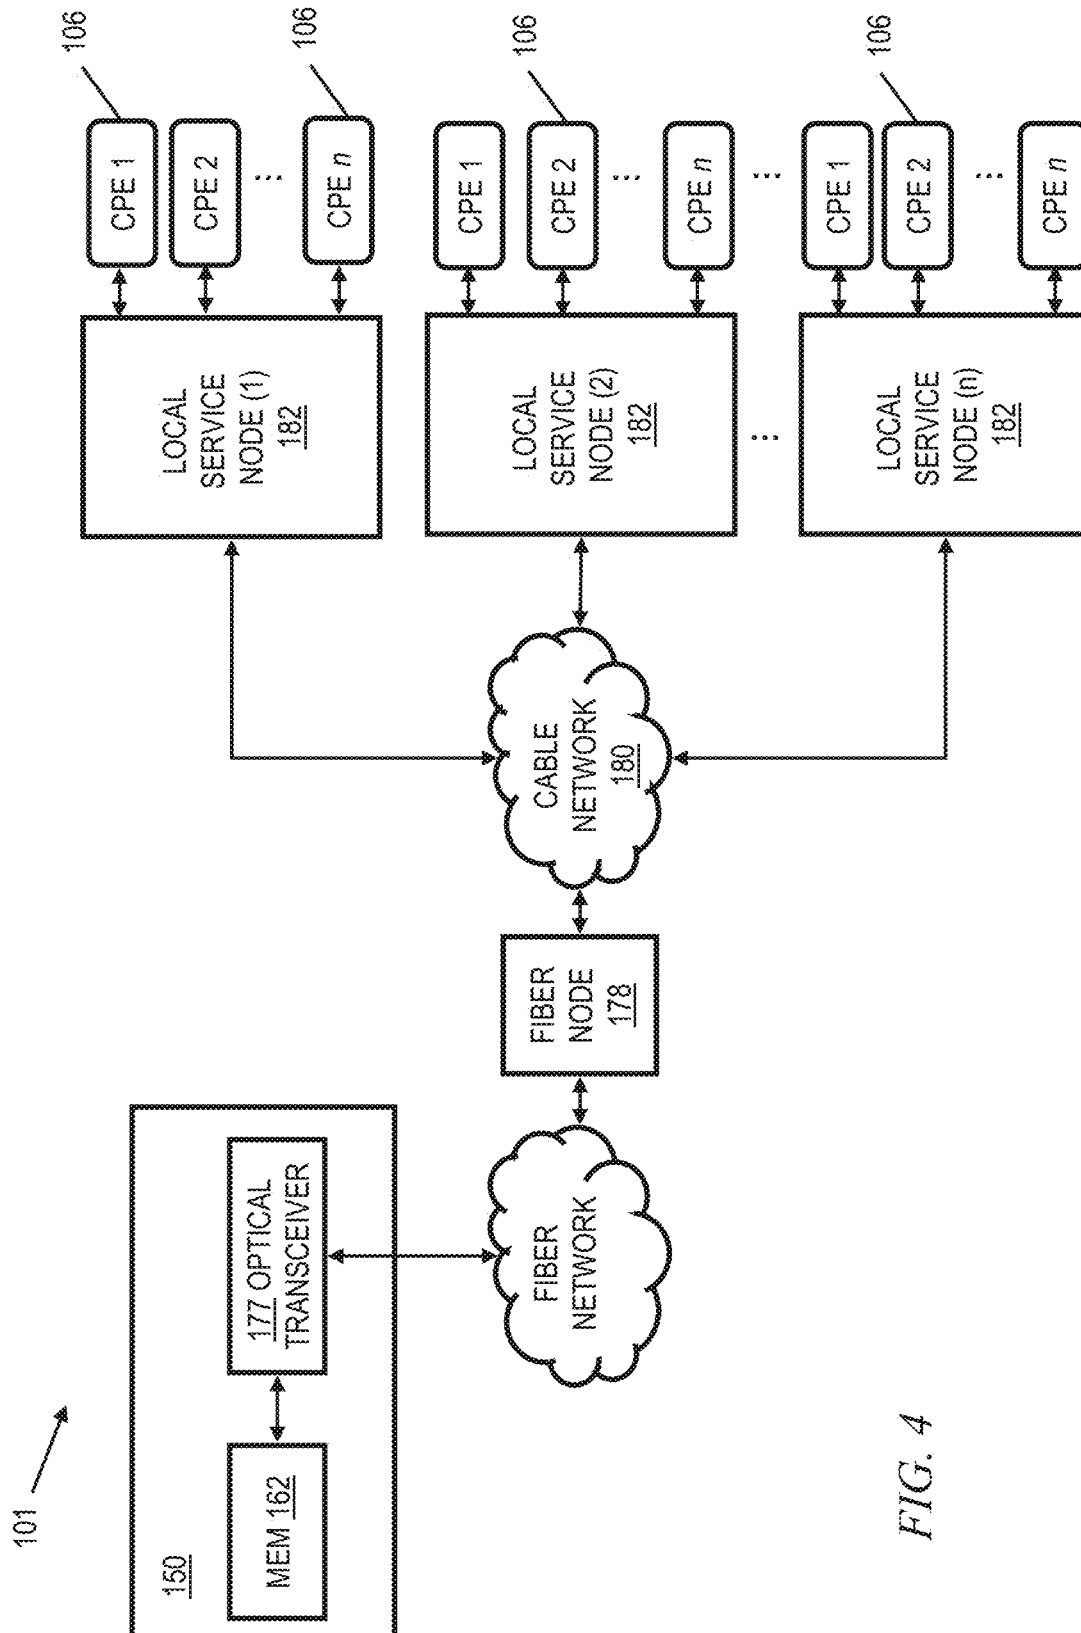 101
150
MEM 162
177 OPTICAL
TRANSCEIVER
FIBER
NETWORK
FIBER
NODE
178
CABLE
NETWORK
180
LOCAL
SERVICE
NODE (1)
182
CPE 1
CPE 2
...
CPE n
106
106
LOCAL
SERVICE
NODE (2)
182
CPE 1
CPE 2
...
CPE n
106
...
...
LOCAL
SERVICE
NODE (n)
182
CPE 1
CPE 2
...
CPE n
106
FIG. 4